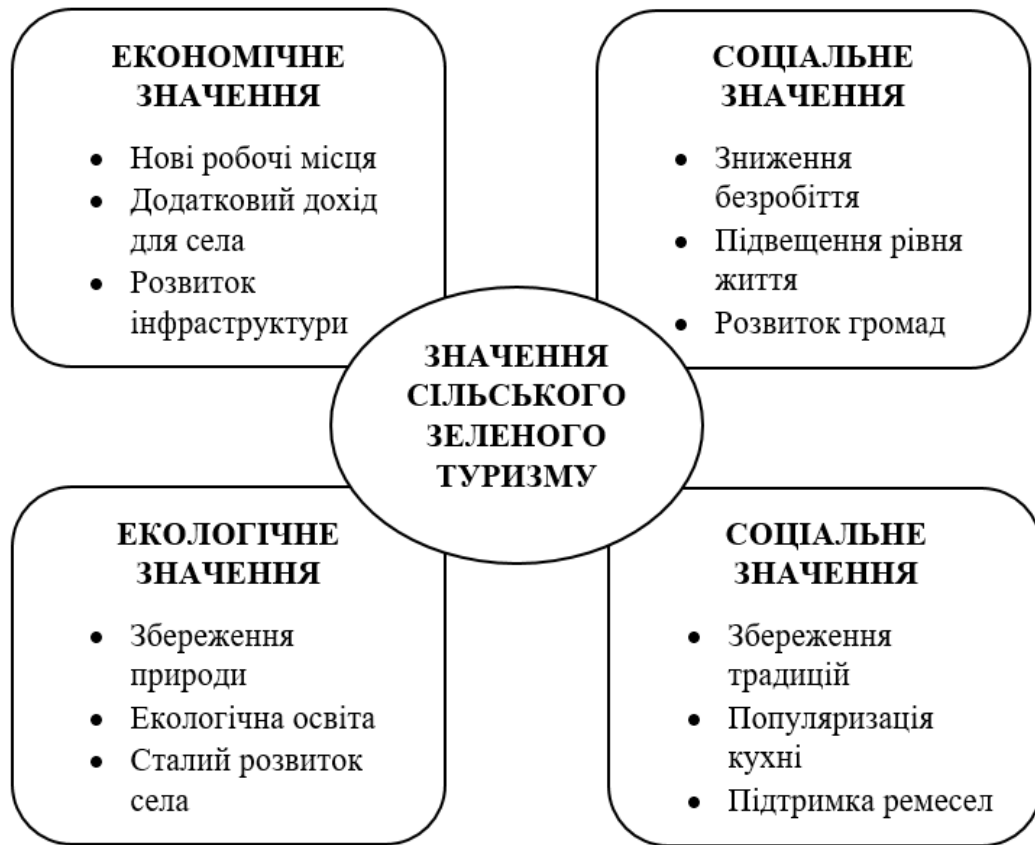 ЕКОНОМІЧНЕ
ЗНАЧЕННЯ
• Нові робочі місця
• Додатковий дохід
для села
• Розвиток
інфраструктури
СОЦІАЛЬНЕ
ЗНАЧЕННЯ
• Зниження
безробіття
• Підвещення рівня
життя
• Розвиток громад
ЗНАЧЕННЯ
СІЛЬСЬКОГО
ЗЕЛЕНОГО
ТУРИЗМУ
ЕКОЛОГІЧНЕ
ЗНАЧЕННЯ
• Збереження
природи
• Екологічна освіта
• Сталий розвиток
села
СОЦІАЛЬНЕ
ЗНАЧЕННЯ
• Збереження
традицій
• Популяризація
кухні
• Підтримка ремесел